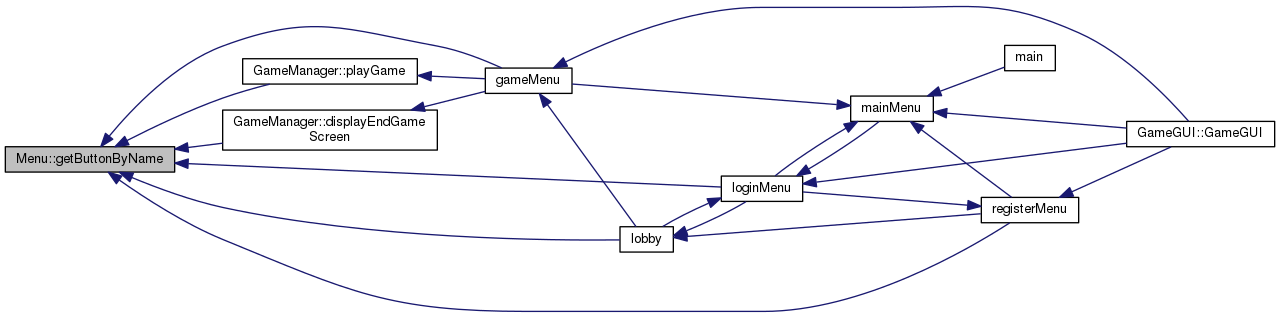 main
GameManager::playGame
gameMenu
mainMenu
GameManager::displayEndGame
Screen
GameGUI::GameGUI
Menu::getButtonByName
loginMenu
registerMenu
lobby